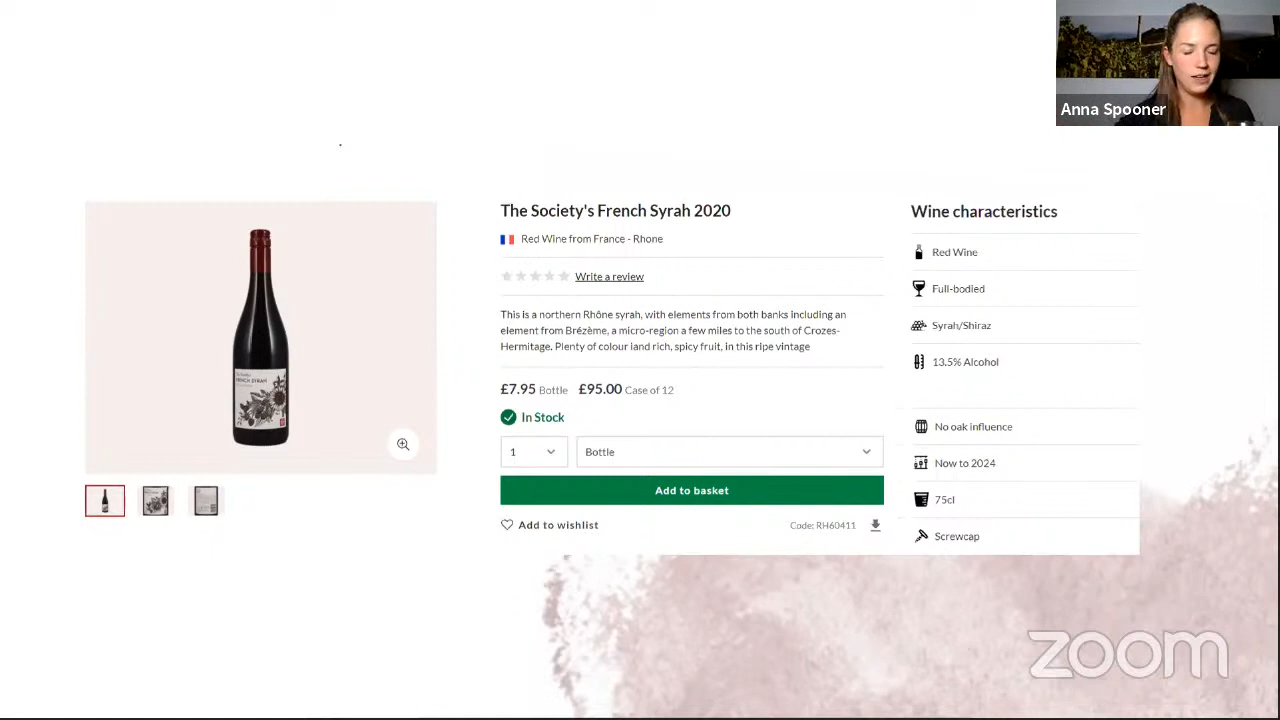 Anna Spooner
The Society's French Syrah 2020
Red Wine from France - Rhone
Write a review
This is a northern Rhône syrah, with elements from both banks including an
element from Brézème, a micro-region a few miles to the south of Crozes-
Hermitage. Plenty of colour land rich, spicy fruit, in this ripe vintage
£7.95 Bottle £95.00 Case of 12
In Stock
1 Bottle
Add to basket
Add to wishlist Code: RH60411
Wine characteristics
Red Wine
Full-bodied
Syrah/Shiraz
13.5% Alcohol
No oak influence
Now to 2024
75cl
Screwcap
FRENCH SYRAH
zoom